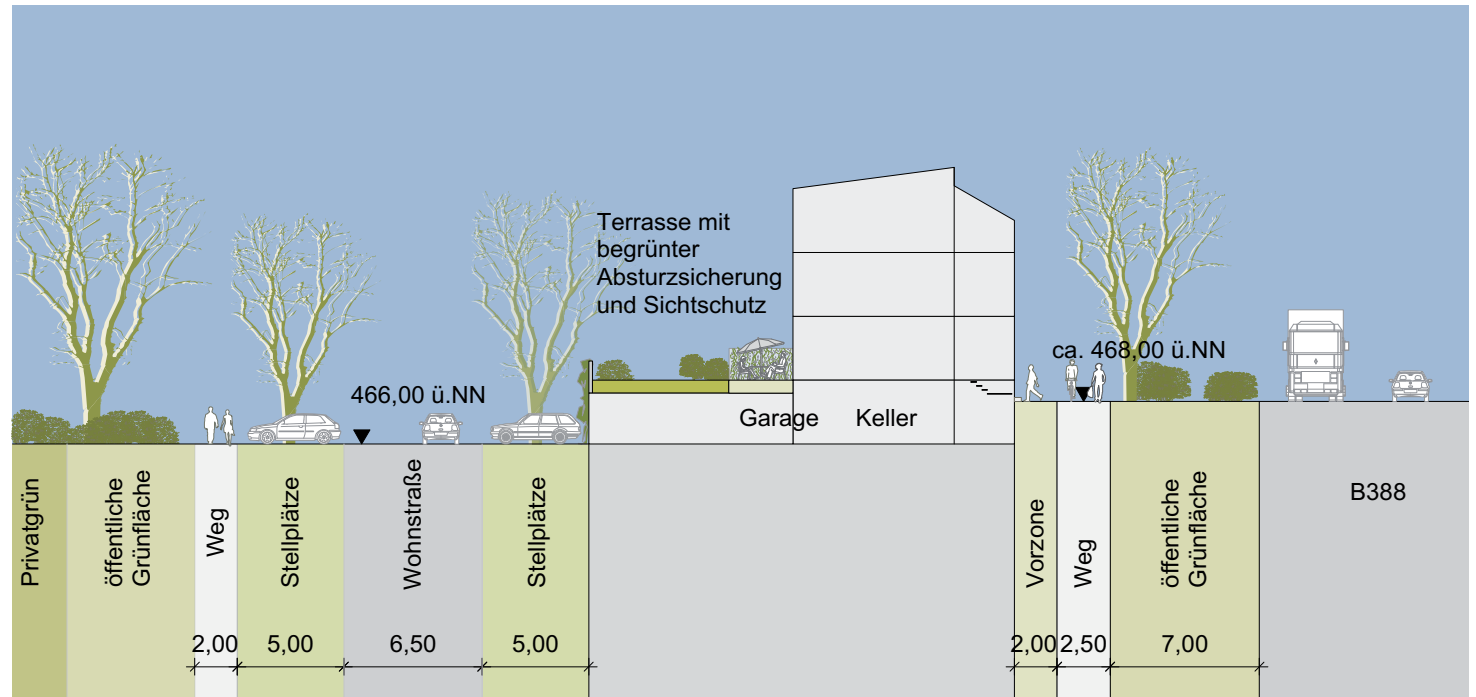 Terrasse mit
begrünter
Absturzsicherung
und Sichtschutz
466,00 ü.NN
ca. 468,00 ü.NN
Garage
Keller
Privatgrün
öffentliche
Grünfläche
Weg
Stellplätze
Wohnstraße
Stellplätze
Vorzone
Weg
öffentliche
Grünfläche
B388
2,00
5,00
6,50
5,00
2,00
2,50
7,00